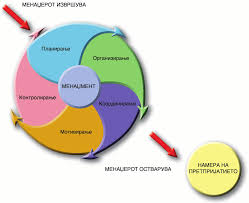 МЕНАЏЕРОТ ИЗВРШУВА
Планирање
Организирање
МЕНАЏМЕНТ
Контролирање
Координирање
Мотивирање
МЕНАЏЕРОТ ОСТВАРУВА
НАМЕРА НА
ПРЕТПРИЈАТИЕТО